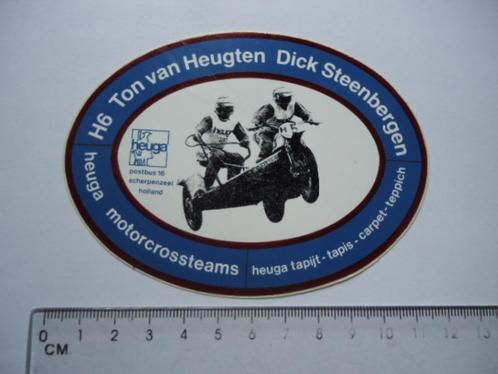 H6 Ton van Heugten Dick Steenbergen
heuga
postbus 16
scherpenzeel
holland
heuga motorcrossteams
heuga tapijt - tapis - carpet - teppich
0 1 2 3 4 5 6 7 8 9 10 11 12 13
CM